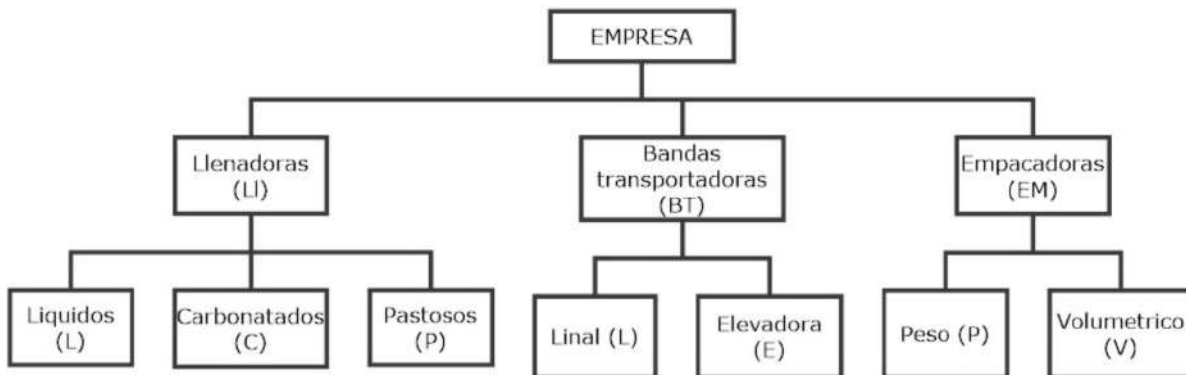 EMPRESA
Llenadoras
(Ll)
Bandas
transportadoras
(BT)
Empacadoras
(EM)
Liquidos
(L)
Carbonatados
(C)
Pastosos
(P)
Linal (L)
Elevadora
(E)
Peso (P)
Volumetrico
(V)